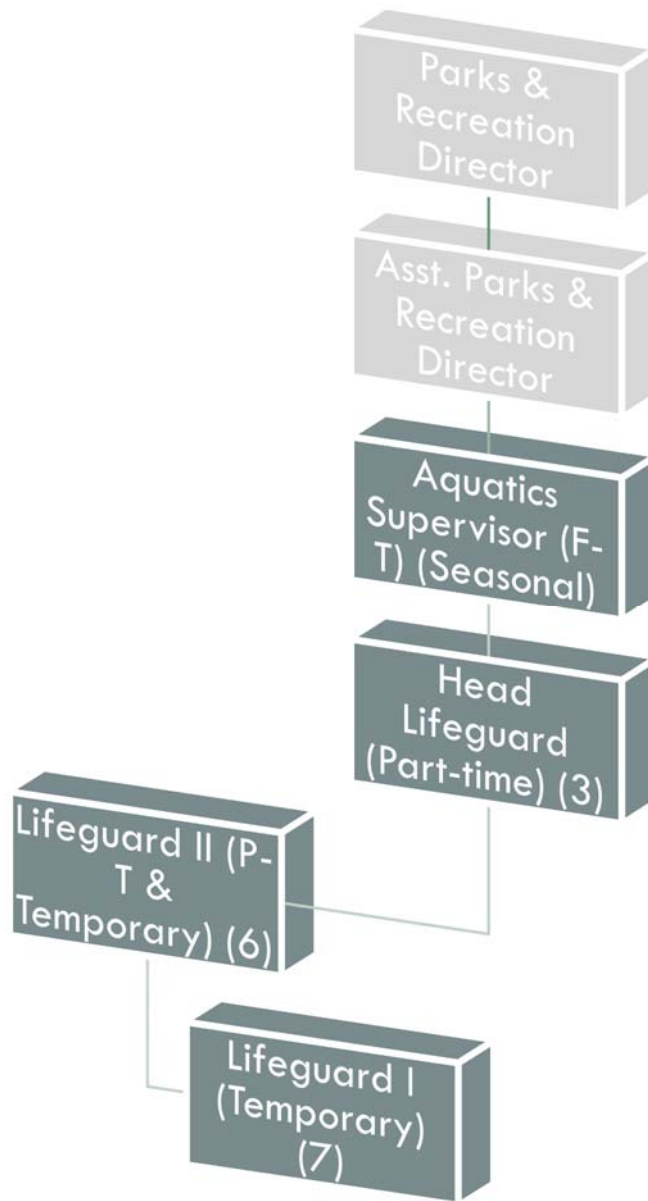 Parks &
Recreation
Director
Asst. Parks &
Recreation
Director
Aquatics
Supervisor (F-
T) (Seasonal)
Head
Lifeguard
(Part-time) (3)
Lifeguard II (P-
T &
Temporary) (6)
Lifeguard I
(Temporary)
(7)